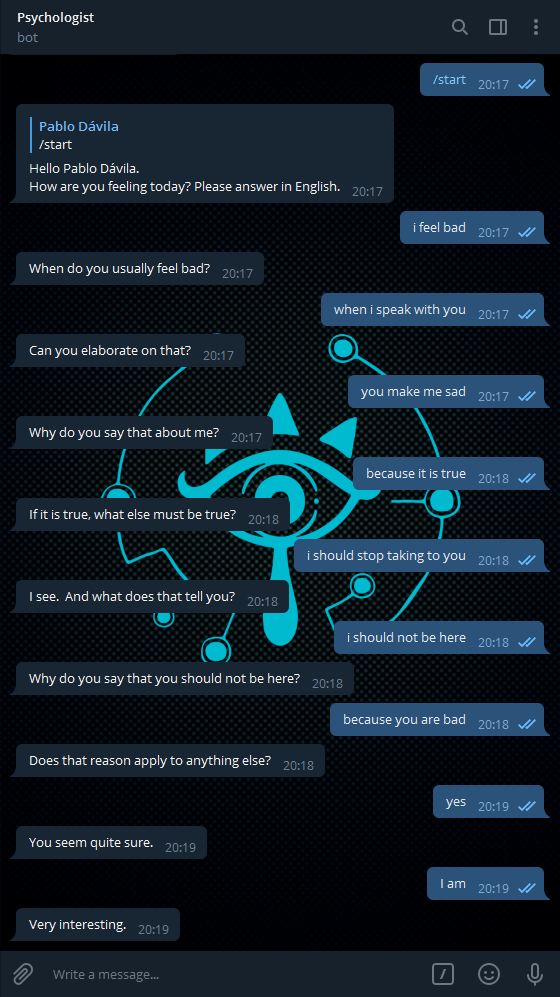 Psychologist
bot
/start 20:17
Pablo Dávila
/start
Hello Pablo Dávila.
How are you feeling today? Please answer in English. 20:17
i feel bad 20:17
When do you usually feel bad? 20:17
when i speak with you 20:17
Can you elaborate on that? 20:17
you make me sad 20:17
Why do you say that about me? 20:17
because it is true 20:18
If it is true, what else must be true? 20:18
i should stop taking to you 20:18
I see.  And what does that tell you? 20:18
i should not be here 20:18
Why do you say that you should not be here? 20:18
because you are bad 20:18
Does that reason apply to anything else? 20:18
yes 20:19
You seem quite sure. 20:19
I am 20:19
Very interesting. 20:19
Write a message...